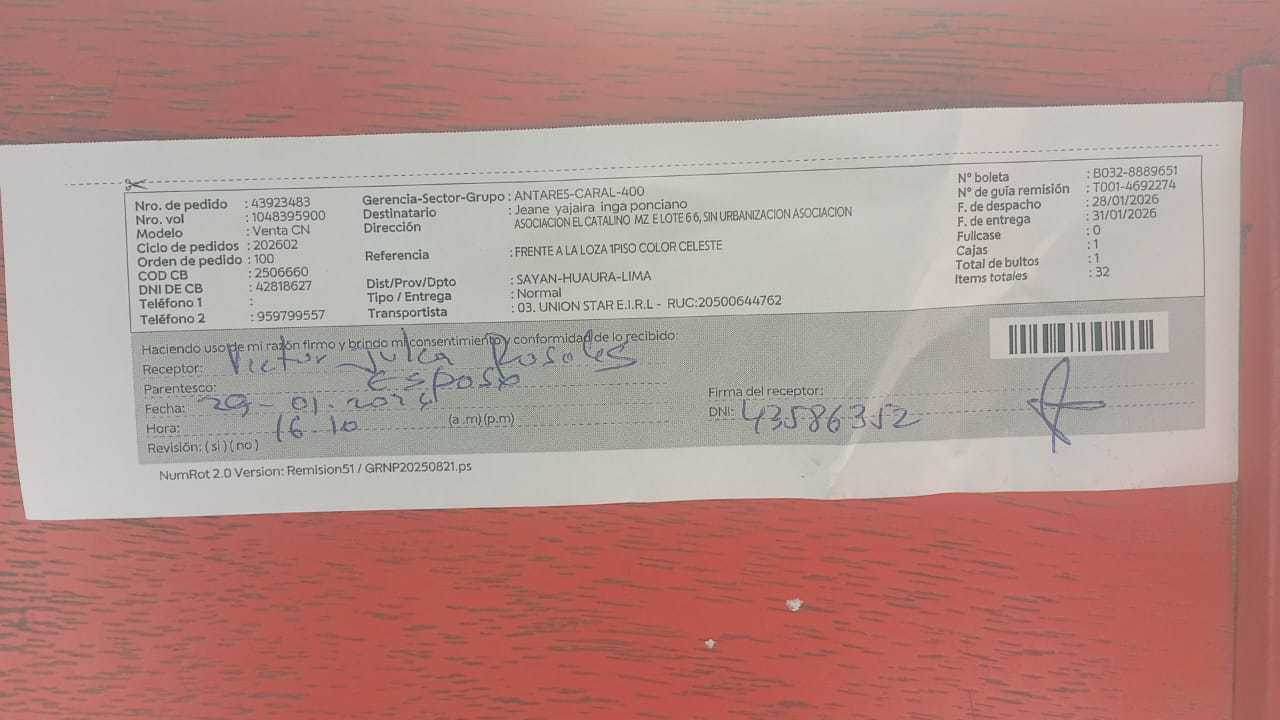 Nro. de pedido : 43923483
Nro. vol : 1048395900
Modelo : Venta CN
Ciclo de pedidos : 202602
Orden de pedido : 100
COD CB : 2506660
DNI DE CB : 42818627
Teléfono 1 :
Teléfono 2 : 959799557
Gerencia-Sector-Grupo : ANTARES-CARAL-400
Destinatario : Jeane yajaira inga ponciano
Dirección ASOCIACION EL CATALINO MZ E LOTE 6 6, SIN URBANIZACION ASOCIACION
Referencia : FRENTE A LA LOZA 1PISO COLOR CELESTE
Dist/Prov/Dpto : SAYAN-HUAURA-LIMA
Tipo / Entrega : Normal
Transportista : 03. UNION STAR E.I.R.L - RUC:20500644762
N° boleta : B032-8889651
N° de guía remisión : T001-4692274
F. de despacho : 28/01/2026
F. de entrega : 31/01/2026
Fullcase : 0
Cajas : 1
Total de bultos : 1
Items totales : 32
Haciendo uso de mi razón firmo y brindo mi consentimiento y conformidad de lo recibido:
Receptor: Victor Julca Rosales
Parentesco: Esposo
Fecha: 29-01.2026
Hora: 16 10 (a .m) (p.m)
Revisión: ( si ) ( no )
Firma del receptor:
DNI: 43586352
NumRot 2.0 Version: Remision51 / GRNP20250821.ps